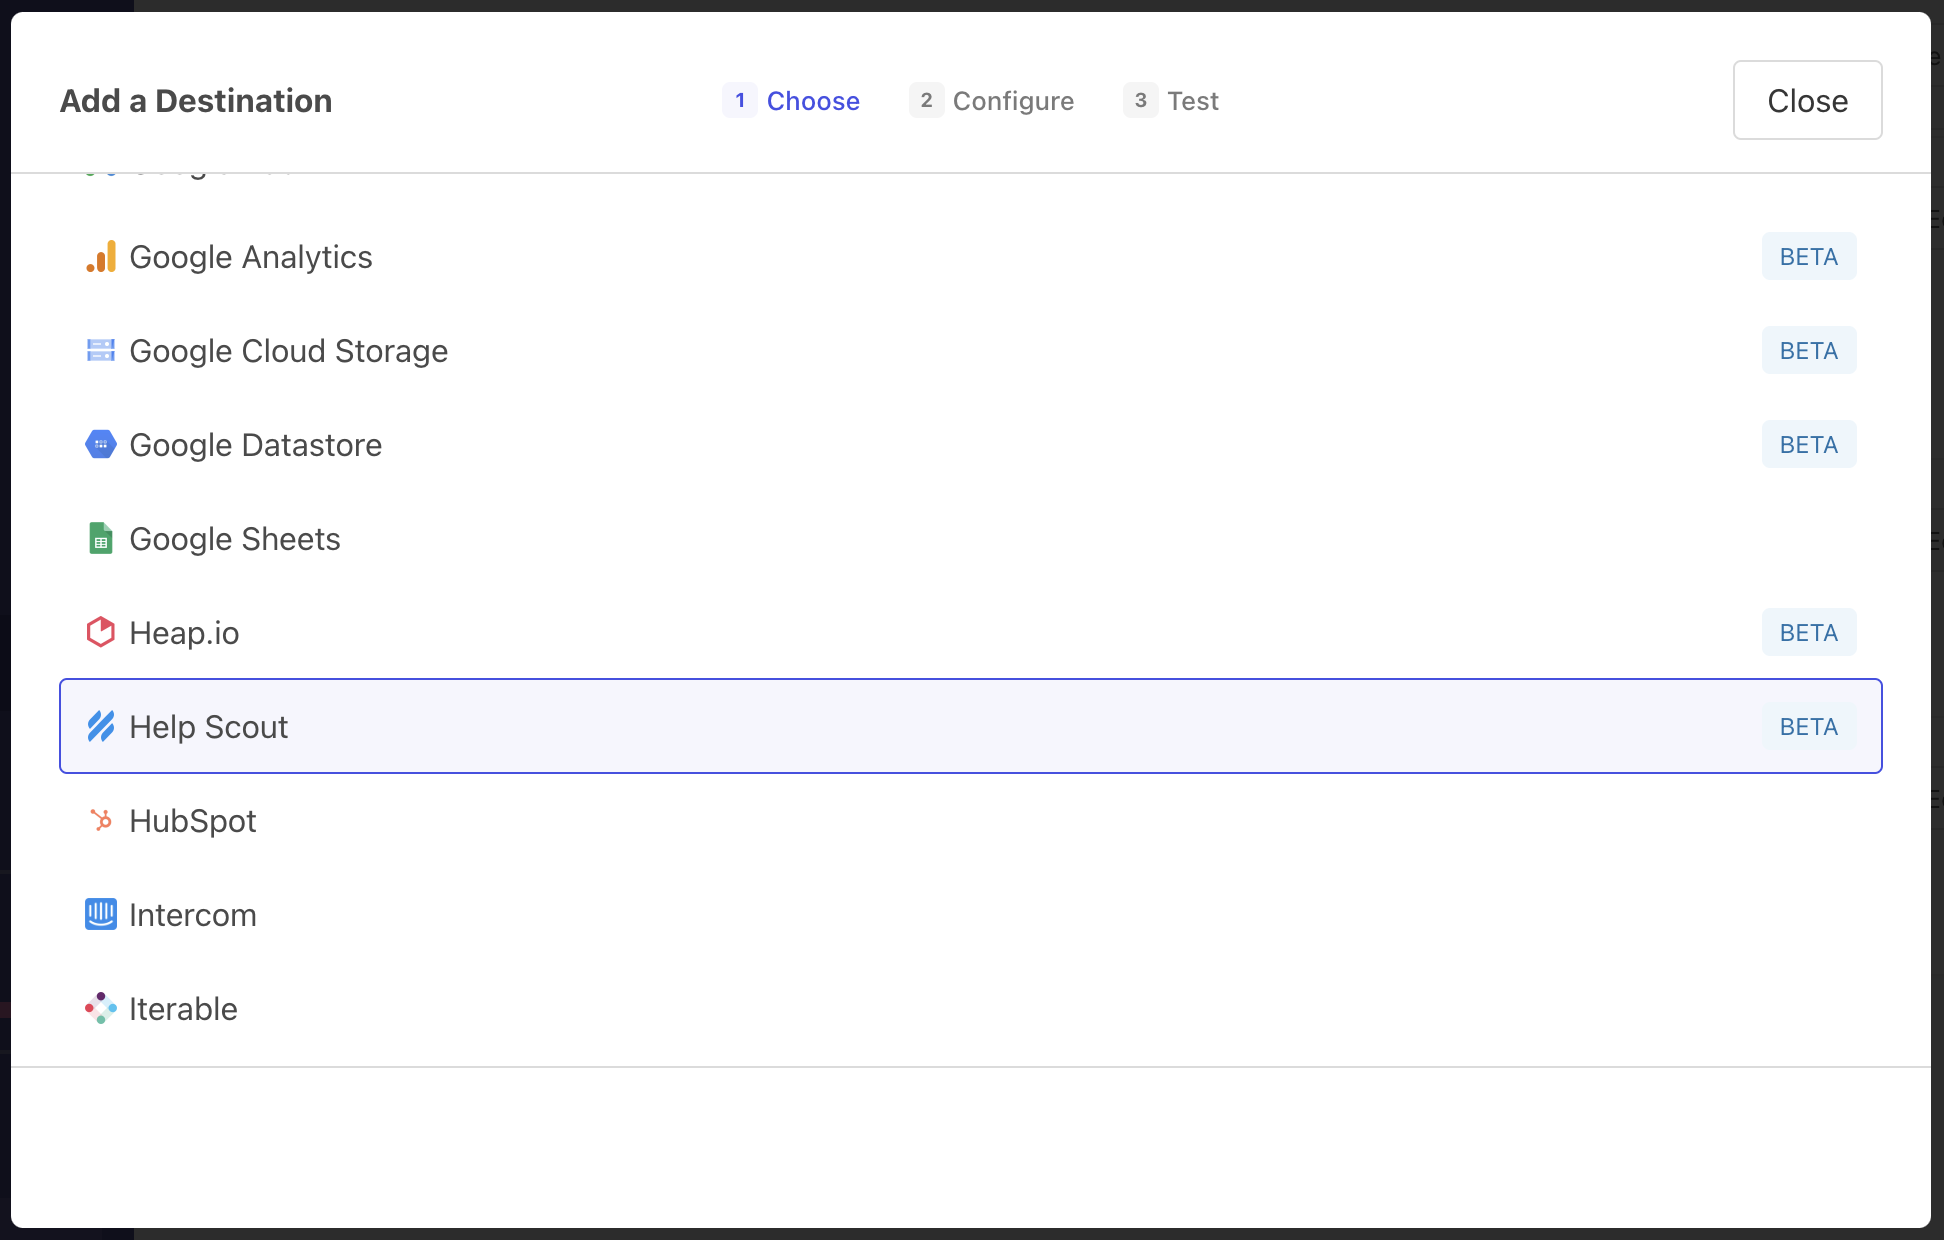 Add a Destination
1 Choose
2 Configure
3 Test
Close
Google Analytics BETA
Google Cloud Storage BETA
Google Datastore BETA
Google Sheets
Heap.io BETA
Help Scout BETA
HubSpot
Intercom
Iterable